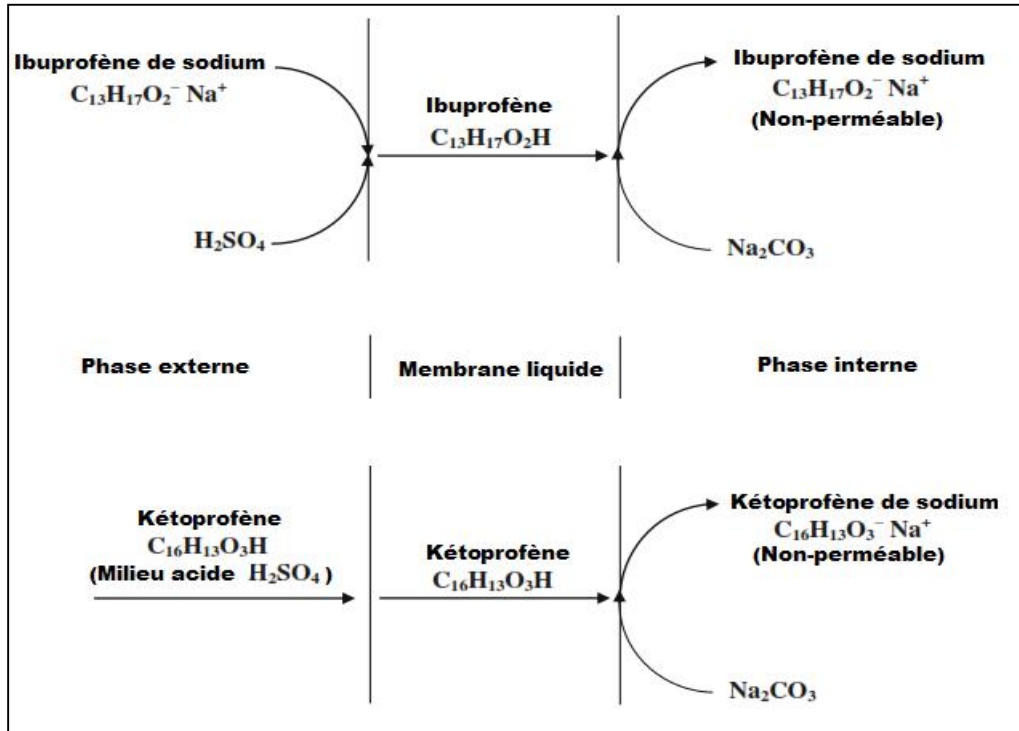 Ibuprofène de sodium
C₁₃H₁₇O₂⁻ Na⁺
H₂SO₄
Ibuprofène
C₁₃H₁₇O₂H
Ibuprofène de sodium
C₁₃H₁₇O₂⁻ Na⁺
(Non-perméable)
Na₂CO₃
Phase externe
Membrane liquide
Phase interne
Kétoprofène
C₁₆H₁₃O₃H
(Milieu acide H₂SO₄)
Kétoprofène
C₁₆H₁₃O₃H
Kétoprofène de sodium
C₁₆H₁₃O₃⁻ Na⁺
(Non-perméable)
Na₂CO₃